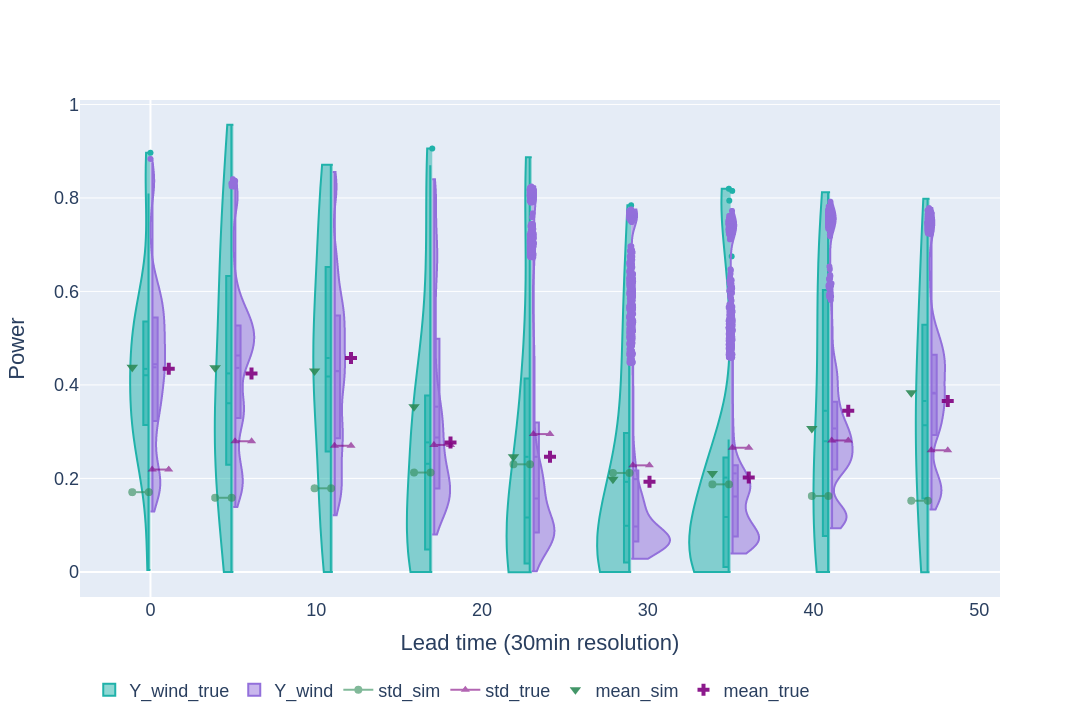 1
0.8
0.6
0.4
0.2
0
Power
0 10 20 30 40 50
Lead time (30min resolution)
Y_wind_true Y_wind std_sim std_true mean_sim mean_true